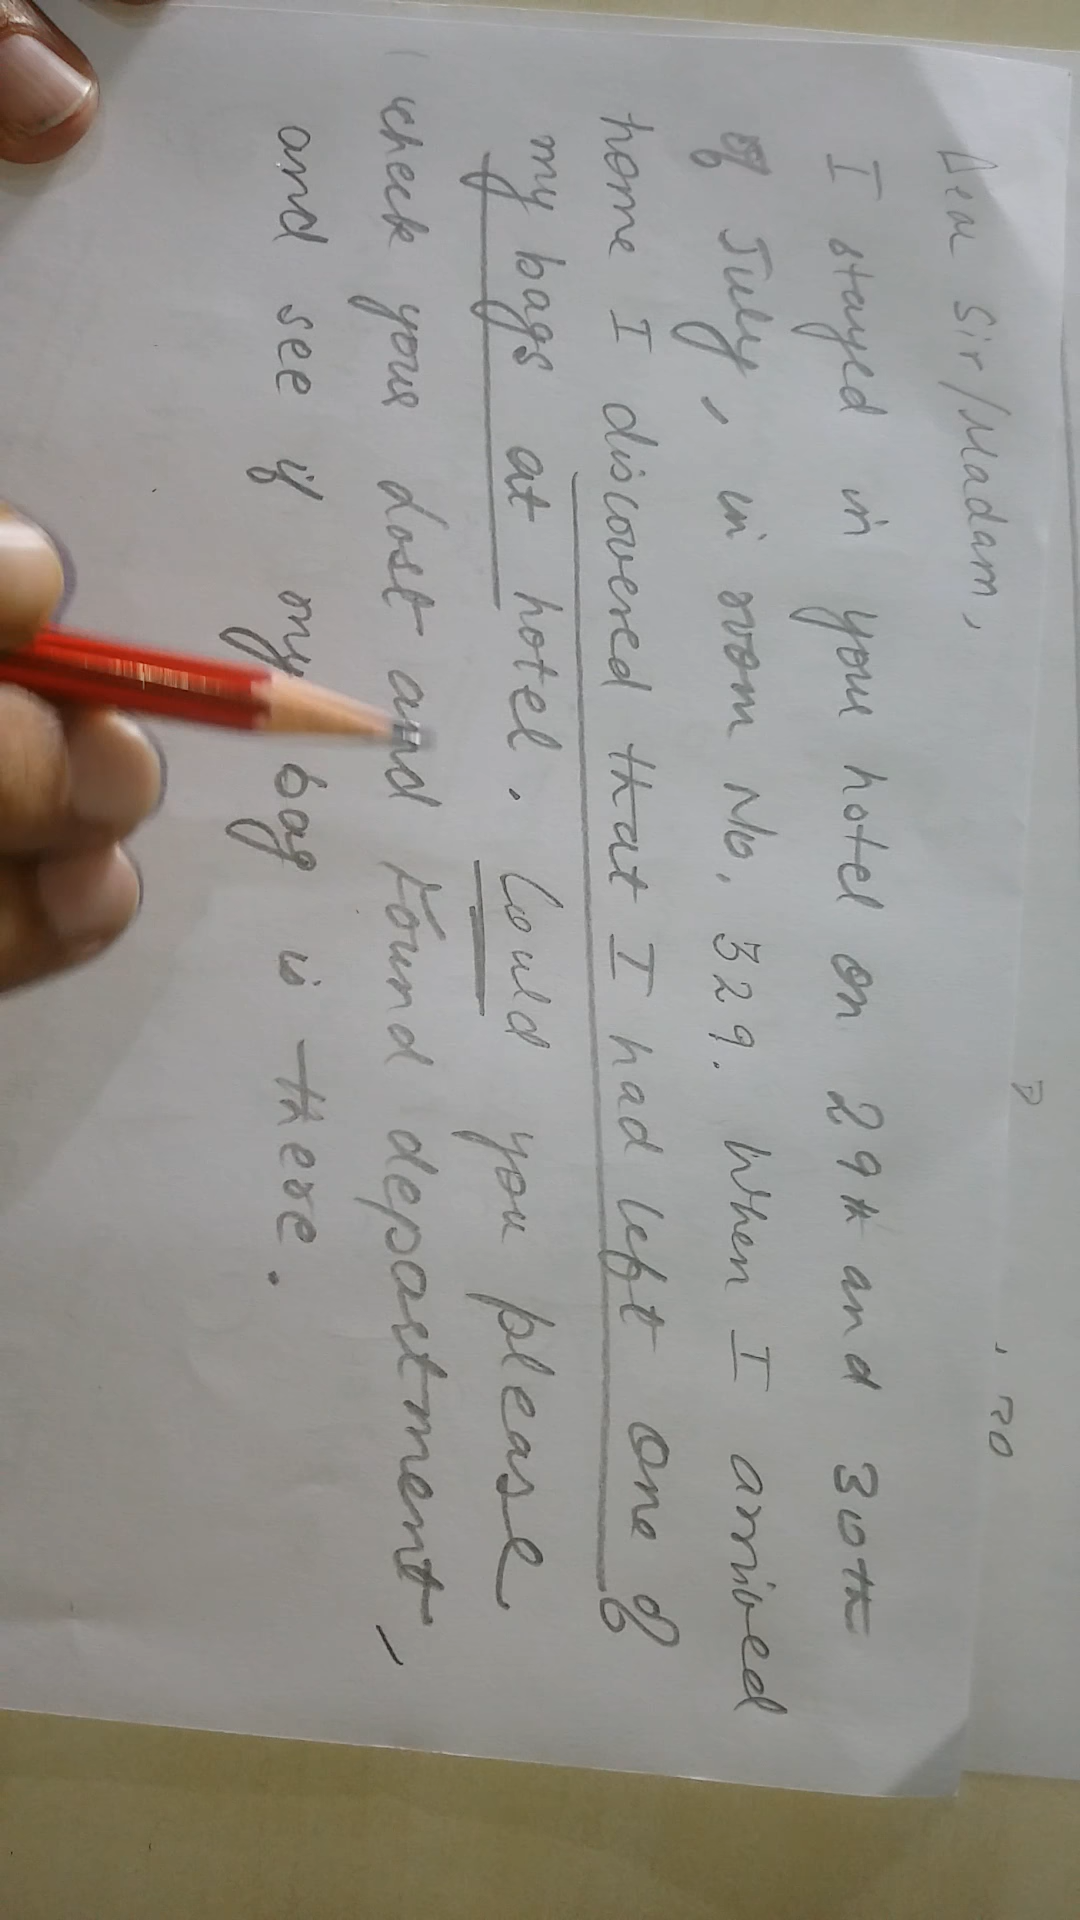 Dear Sir/Madam,
I stayed in your hotel on 29th and 30th
of July, in room No. 329. When I arrived
home I discovered that I had left one of
my bags at hotel. Could you please
check your Lost and Found department,
and see if my bag is there.